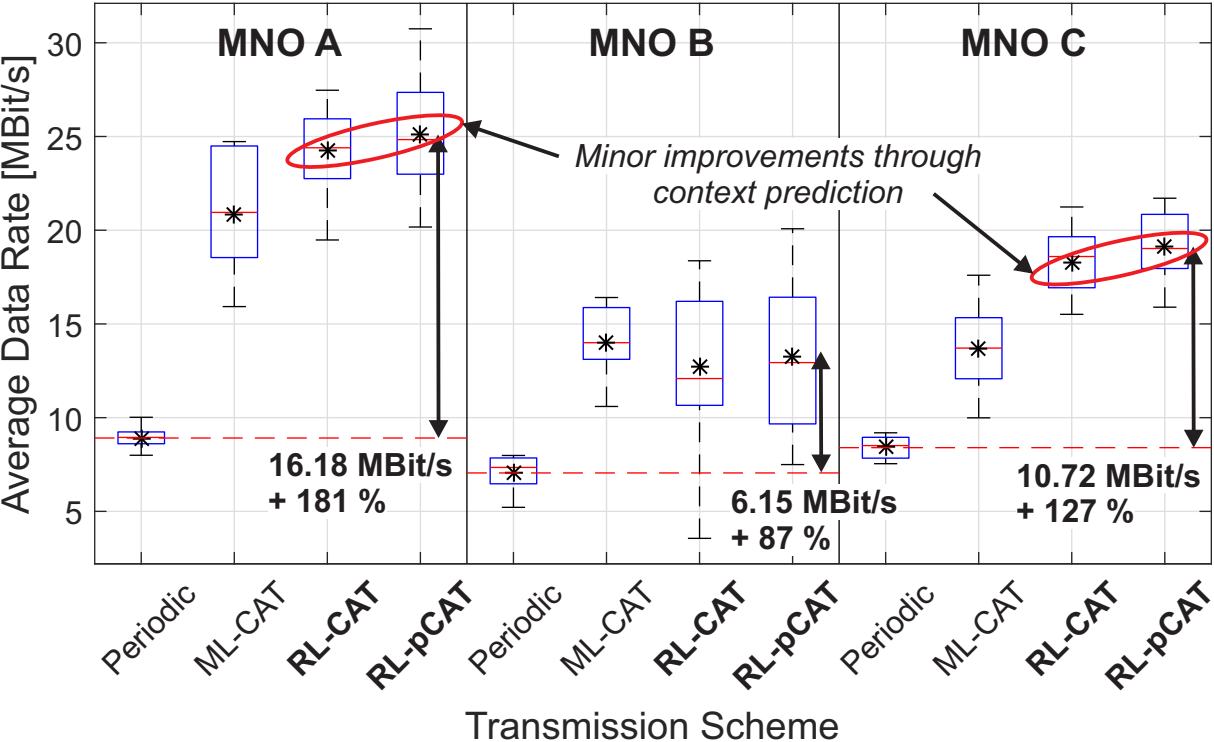 MNO A
MNO B
MNO C
Average Data Rate [MBit/s]
30
25
20
15
10
5
Minor improvements through
context prediction
16.18 MBit/s
+ 181 %
6.15 MBit/s
+ 87 %
10.72 MBit/s
+ 127 %
Periodic
ML-CAT
RL-CAT
RL-pCAT
Periodic
ML-CAT
RL-CAT
RL-pCAT
Periodic
ML-CAT
RL-CAT
RL-pCAT
Transmission Scheme